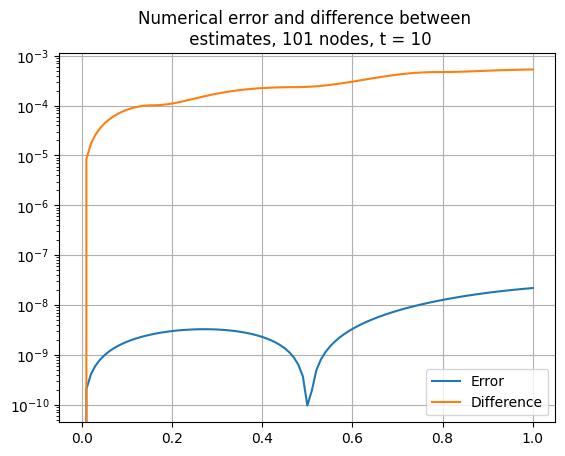 Numerical error and difference between
estimates, 101 nodes, t = 10
10⁻³
10⁻⁴
10⁻⁵
10⁻⁶
10⁻⁷
10⁻⁸
10⁻⁹
10⁻¹⁰
Error
Difference
0.0 0.2 0.4 0.6 0.8 1.0